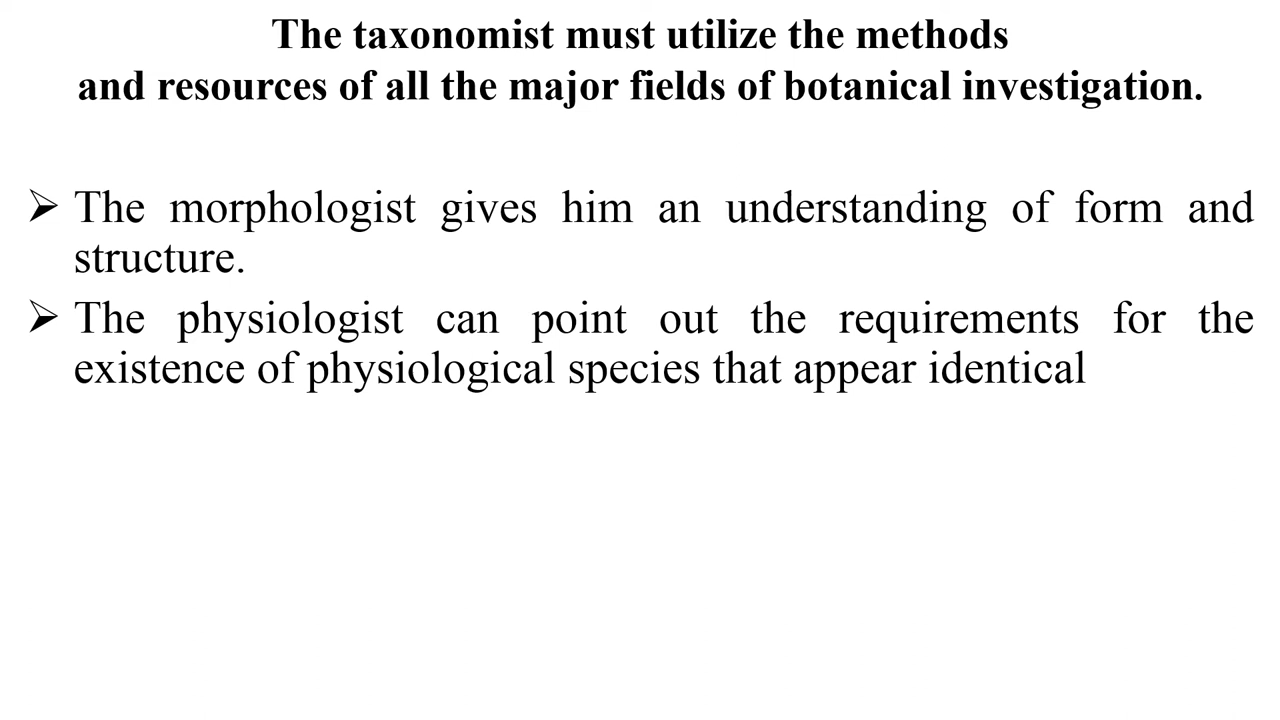 The taxonomist must utilize the methods
and resources of all the major fields of botanical investigation.
➢ The morphologist gives him an understanding of form and
structure.
➢ The physiologist can point out the requirements for the
existence of physiological species that appear identical